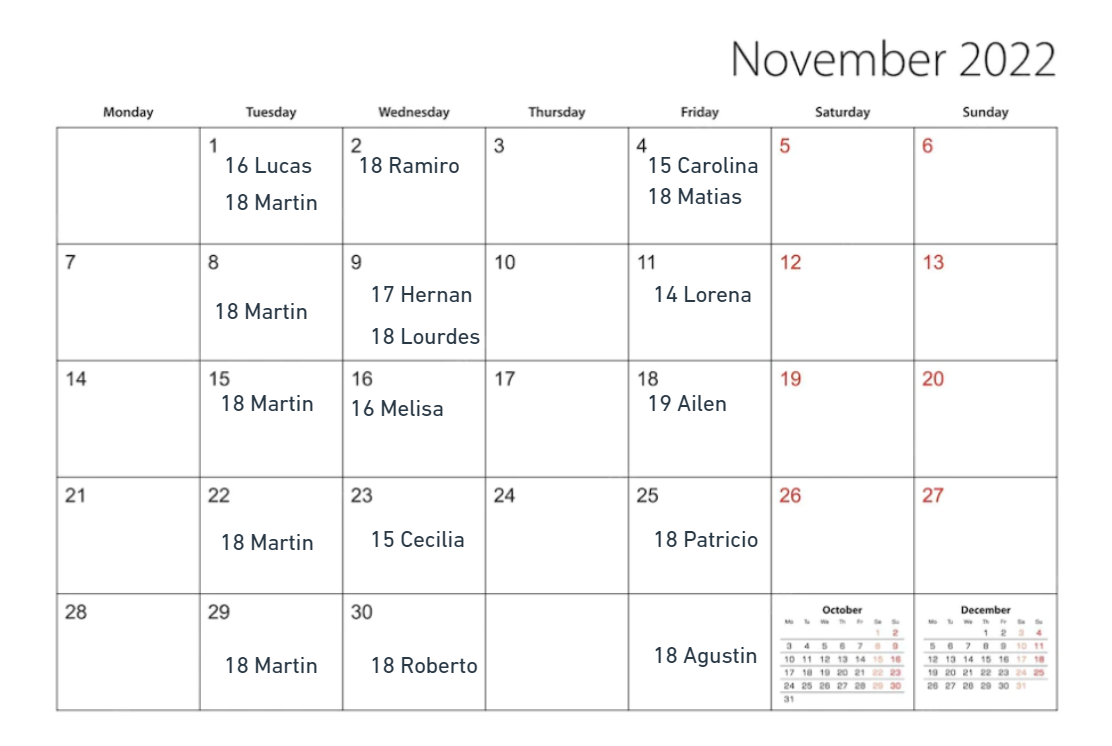 November 2022
Monday Tuesday Wednesday Thursday Friday Saturday Sunday
1 2 3 4 5 6
16 Lucas 18 Ramiro 15 Carolina
18 Martin 18 Matias
7 8 9 10 11 12 13
18 Martin 17 Hernan 14 Lorena
18 Lourdes
14 15 16 17 18 19 20
18 Martin 16 Melisa 19 Ailen
21 22 23 24 25 26 27
18 Martin 15 Cecilia 18 Patricio
28 29 30
18 Martin 18 Roberto 18 Agustin
October
Mo Tu We Th Fr Sa Su
1 2
3 4 5 6 7 8 9
10 11 12 13 14 15 16
17 18 19 20 21 22 23
24 25 26 27 28 29 30
31
December
Mo Tu We Th Fr Sa Su
1 2 3 4
5 6 7 8 9 10 11
12 13 14 15 16 17 18
19 20 21 22 23 24 25
26 27 28 29 30 31